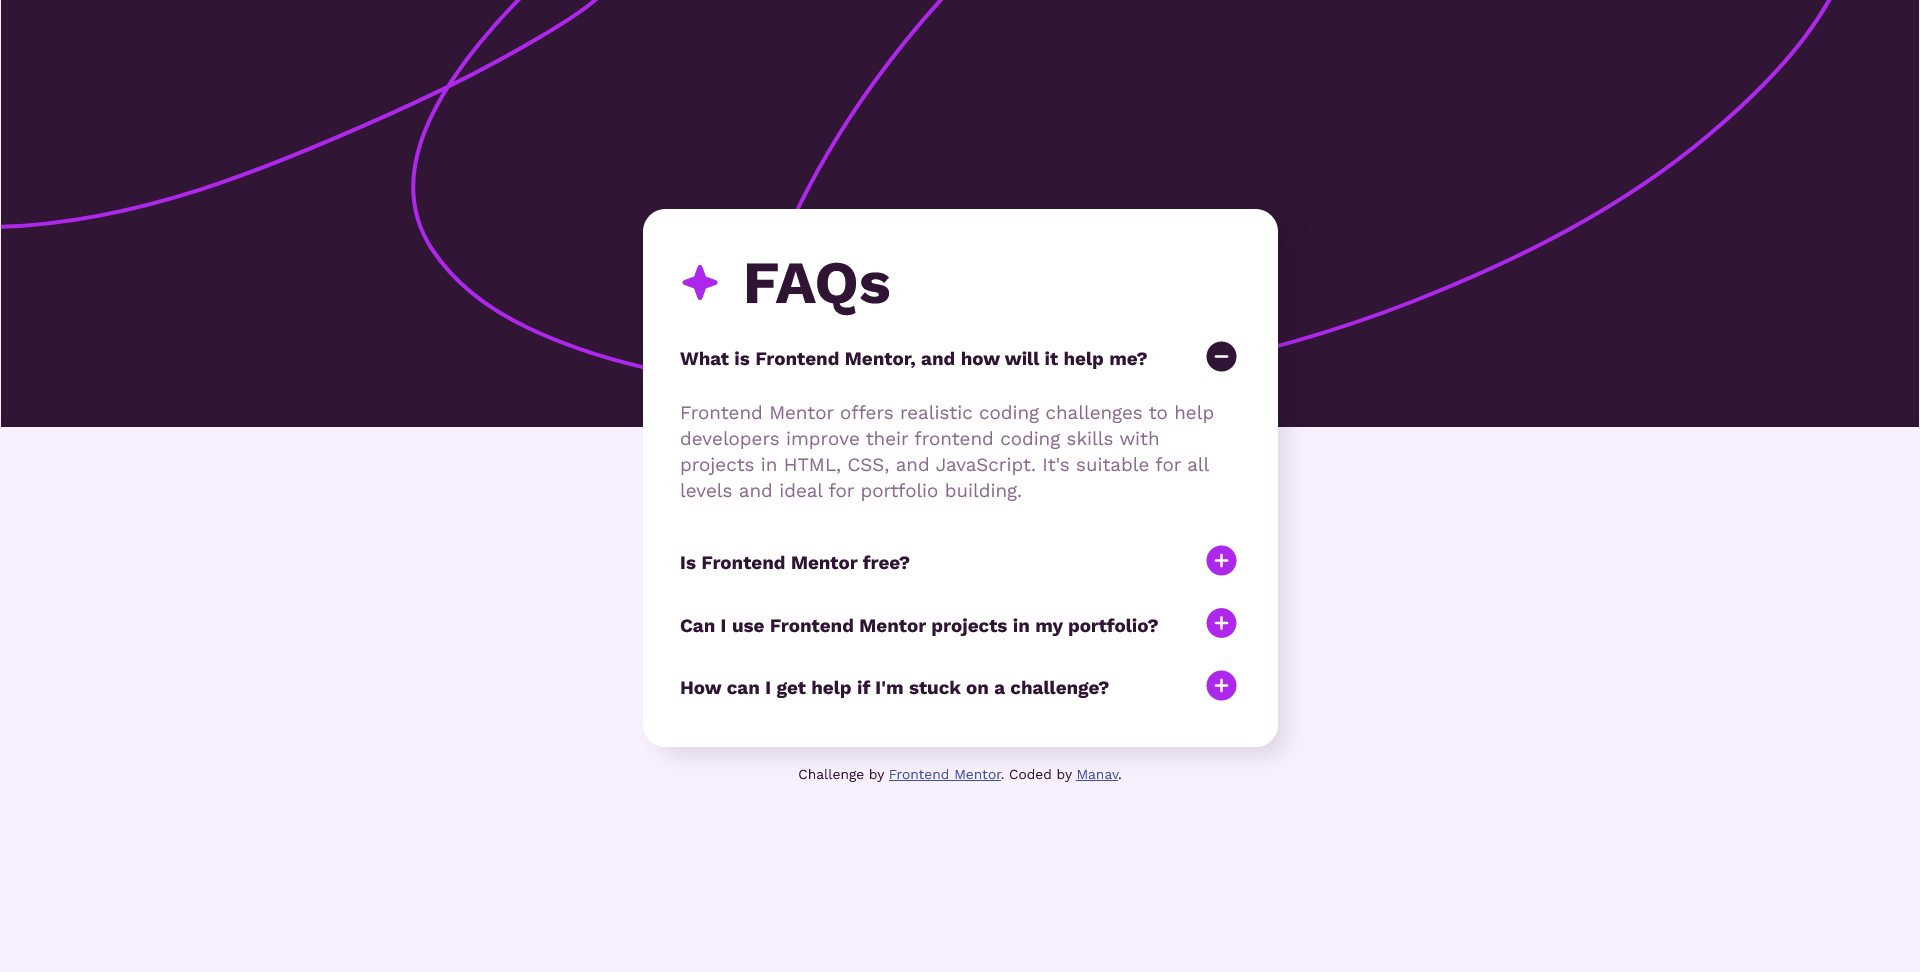 FAQs
What is Frontend Mentor, and how will it help me?
Frontend Mentor offers realistic coding challenges to help
developers improve their frontend coding skills with
projects in HTML, CSS, and JavaScript. It's suitable for all
levels and ideal for portfolio building.
Is Frontend Mentor free?
Can I use Frontend Mentor projects in my portfolio?
How can I get help if I'm stuck on a challenge?
Challenge by Frontend Mentor. Coded by Manav.